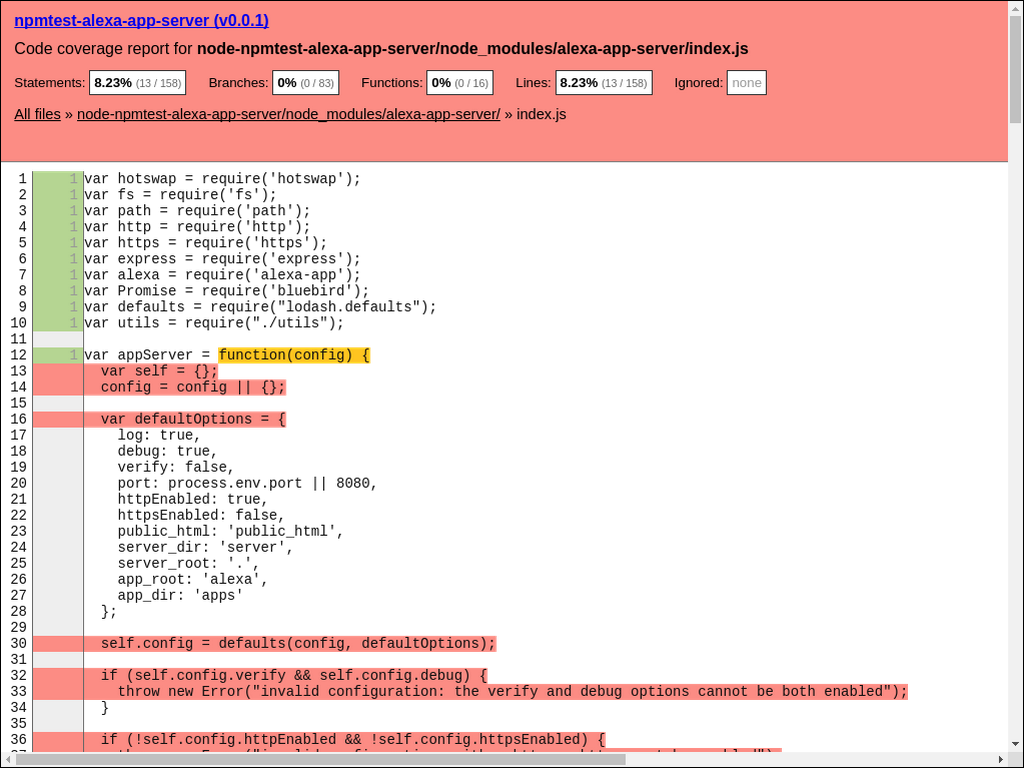 npmtest-alexa-app-server (v0.0.1)
Code coverage report for node-npmtest-alexa-app-server/node_modules/alexa-app-server/index.js
Statements: 8.23% (13 / 158) Branches: 0% (0 / 83) Functions: 0% (0 / 16) Lines: 8.23% (13 / 158) Ignored: none
All files » node-npmtest-alexa-app-server/node_modules/alexa-app-server/ » index.js
1 1 var hotswap = require('hotswap');
2 1 var fs = require('fs');
3 1 var path = require('path');
4 1 var http = require('http');
5 1 var https = require('https');
6 1 var express = require('express');
7 1 var alexa = require('alexa-app');
8 1 var Promise = require('bluebird');
9 1 var defaults = require("lodash.defaults");
10 1 var utils = require("./utils");
11
12 1 var appServer = function(config) {
13 var self = {};
14 config = config || {};
15
16 var defaultOptions = {
17 log: true,
18 debug: true,
19 verify: false,
20 port: process.env.port || 8080,
21 httpEnabled: true,
22 httpsEnabled: false,
23 public_html: 'public_html',
24 server_dir: 'server',
25 server_root: '.',
26 app_root: 'alexa',
27 app_dir: 'apps'
28 };
29
30 self.config = defaults(config, defaultOptions);
31
32 if (self.config.verify && self.config.debug) {
33 throw new Error("invalid configuration: the verify and debug options cannot be both enabled");
34 }
35
36 if (!self.config.httpEnabled && !self.config.httpsEnabled) {